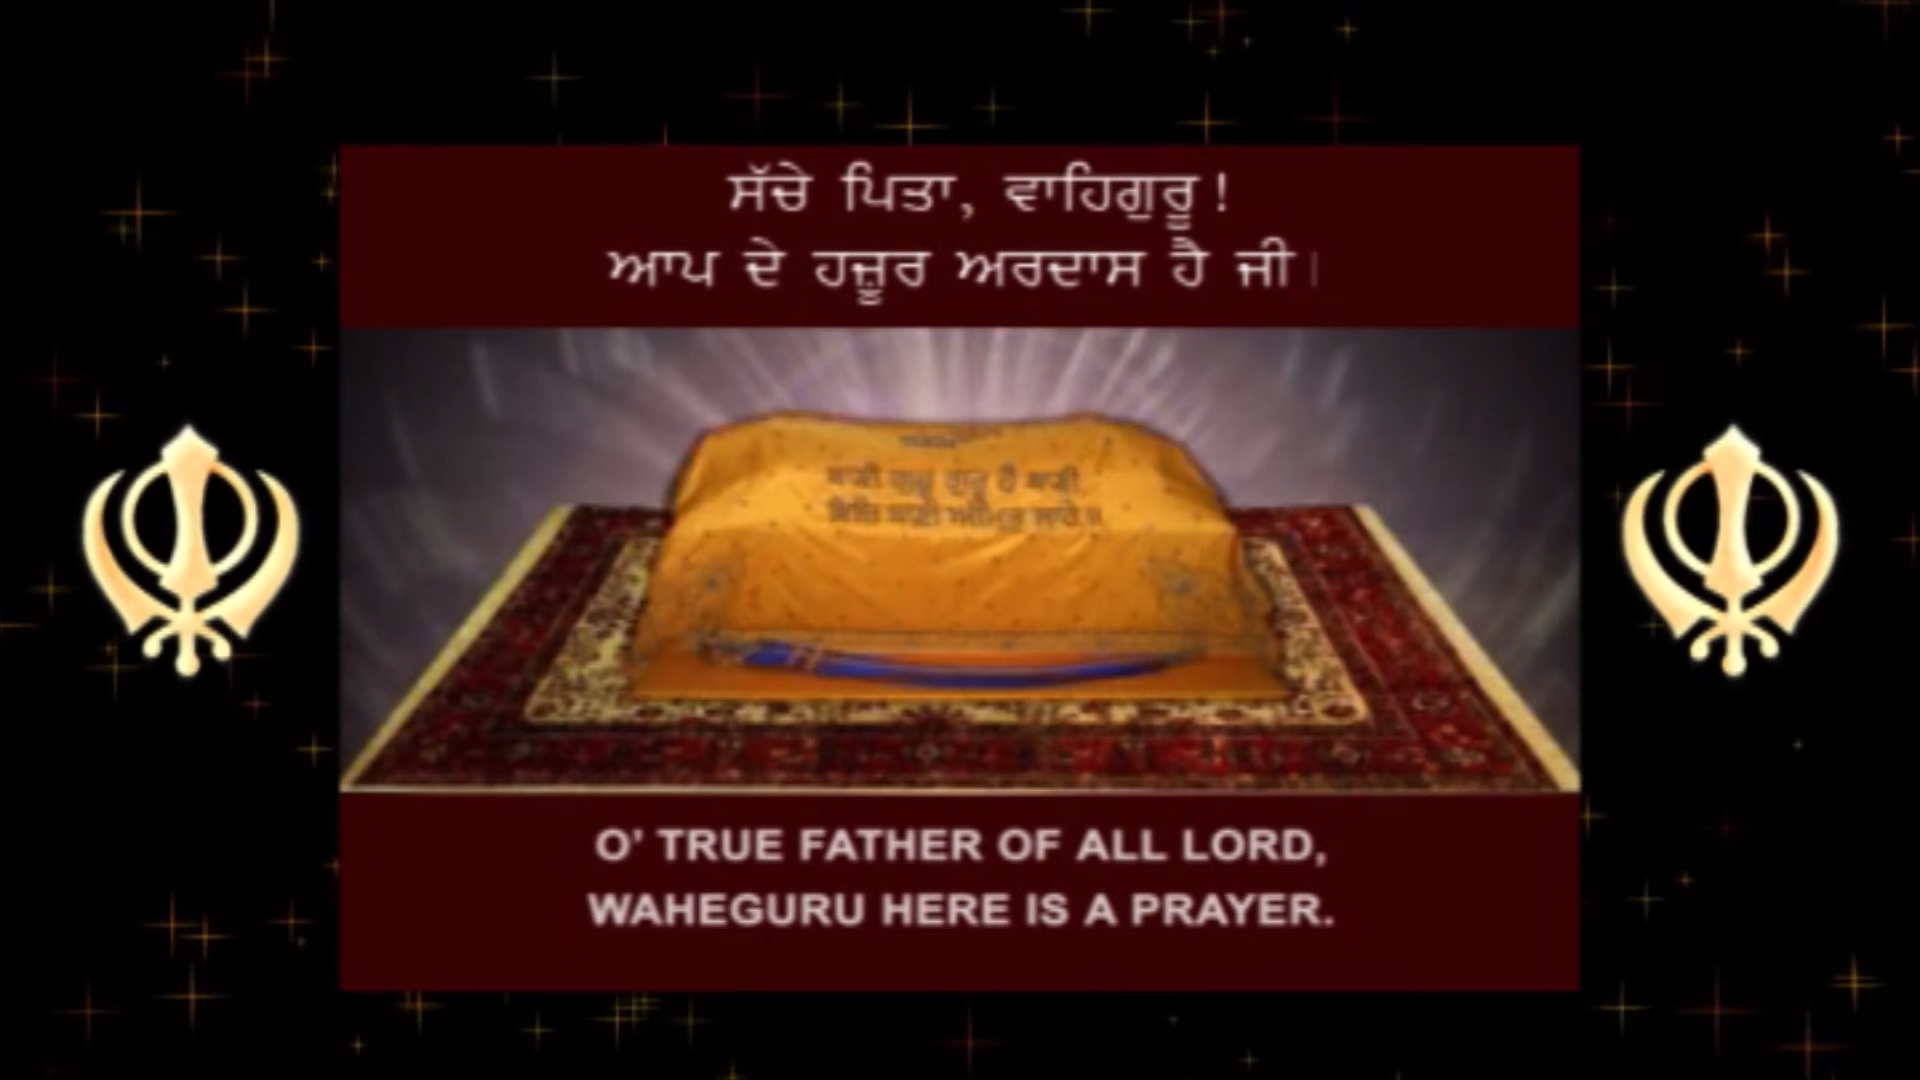 ਸੱਚੇ ਪਿਤਾ, ਵਾਹਿਗੁਰੂ !
ਆਪ ਦੇ ਹਜ਼ੂਰ ਅਰਦਾਸ ਹੈ ਜੀ ।
ਬਾਣੀ ਗੁਰੂ ਗੁਰੂ ਹੈ ਬਾਣੀ
ਵਿਚਿ ਬਾਣੀ ਅੰਮ੍ਰਿਤ ਸਾਰੇ ॥
O' TRUE FATHER OF ALL LORD,
WAHEGURU HERE IS A PRAYER.